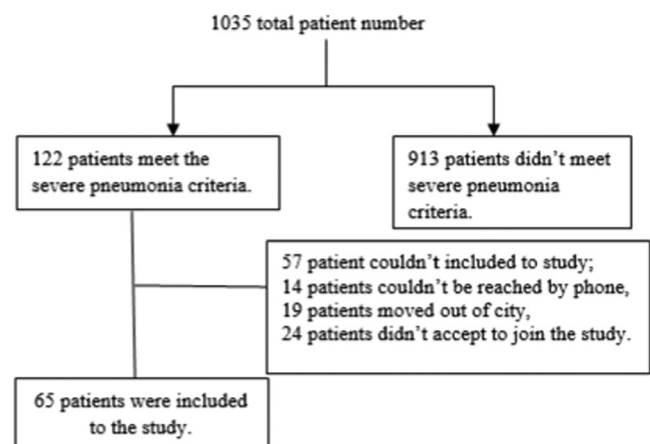 1035 total patient number
122 patients meet the
severe pneumonia criteria.
913 patients didn't meet
severe pneumonia
criteria.
57 patient couldn't included to study;
14 patients couldn't be reached by phone,
19 patients moved out of city,
24 patients didn't accept to join the study.
65 patients were included
to the study.